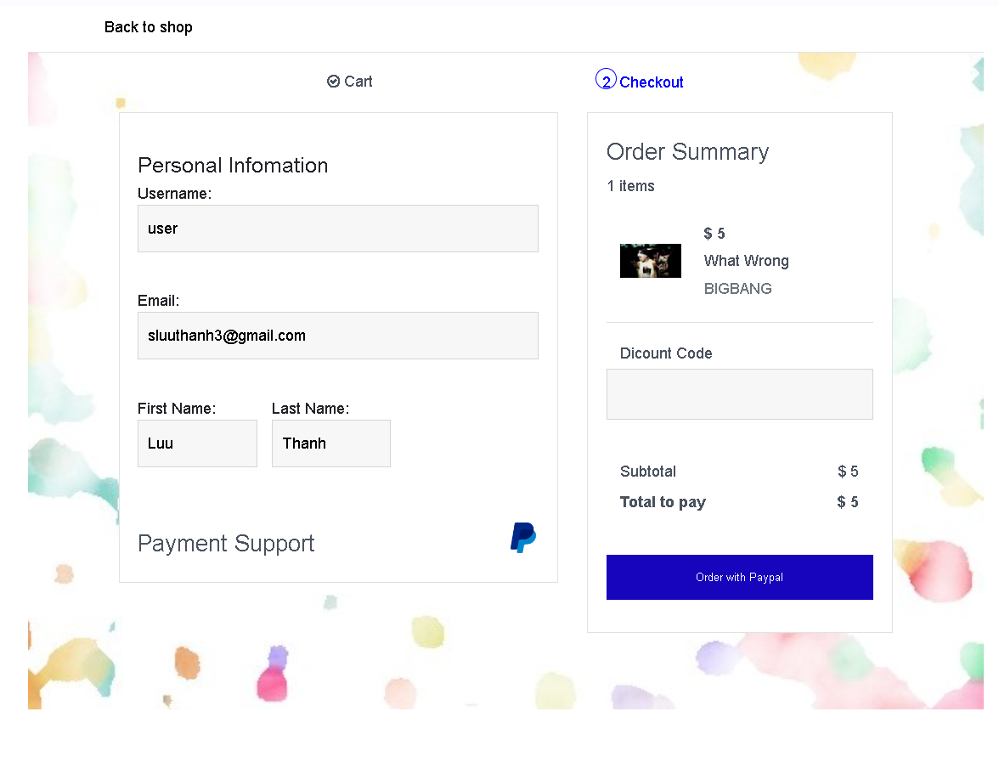 Back to shop
Cart
2 Checkout
Personal Infomation
Username:
user
Email:
sluuthanh3@gmail.com
First Name:
Last Name:
Luu
Thanh
Payment Support
Order Summary
1 items
$ 5
What Wrong
BIGBANG
Dicount Code
Subtotal $ 5
Total to pay $ 5
Order with Paypal